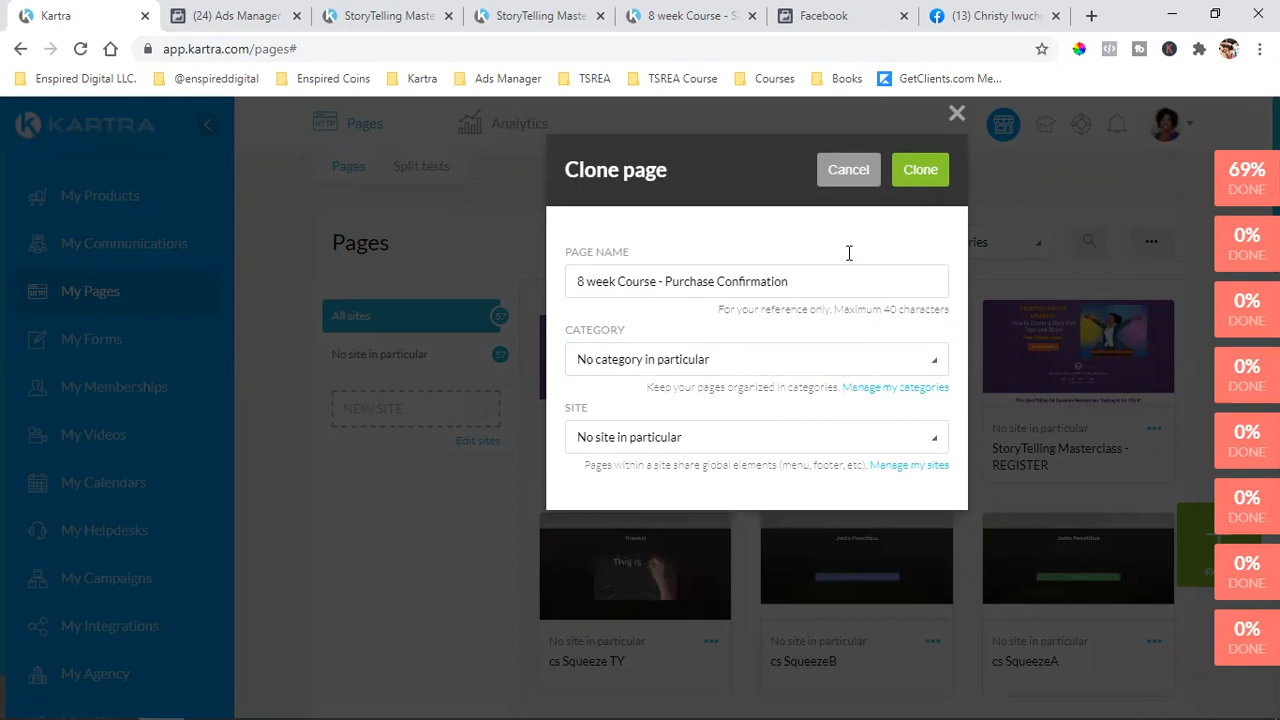 Kartra
(24) Ads Manager
StoryTelling Maste
StoryTelling Maste
8 week Course - S
Facebook
(13) Christy Iwuch
app.kartra.com/pages#
Enspired Digital LLC.
@enspireddigital
Enspired Coins
Kartra
Ads Manager
TSREA
TSREA Course
Courses
Books
GetClients.com Me...
KARTRA
Pages
Analytics
Pages
Split tests
My Products
My Communications
My Pages
My Forms
My Memberships
My Videos
My Calendars
My Helpdesks
My Campaigns
My Integrations
My Agency
Pages
All sites
57
No site in particular
57
NEW SITE
Edit sites
Clone page
Cancel
Clone
PAGE NAME
8 week Course - Purchase Confirmation
For your reference only. Maximum 40 characters
CATEGORY
No category in particular
Keep your pages organized in categories. Manage my categories
SITE
No site in particular
Pages within a site share global elements (menu, footer, etc). Manage my sites
No site in particular
StoryTelling Masterclass -
REGISTER
This is
No site in particular
cs Squeeze TY
No site in particular
cs SqueezeB
No site in particular
cs SqueezeA
69%
DONE
0%
DONE
0%
DONE
0%
DONE
0%
DONE
0%
DONE
0%
DONE
0%
DONE